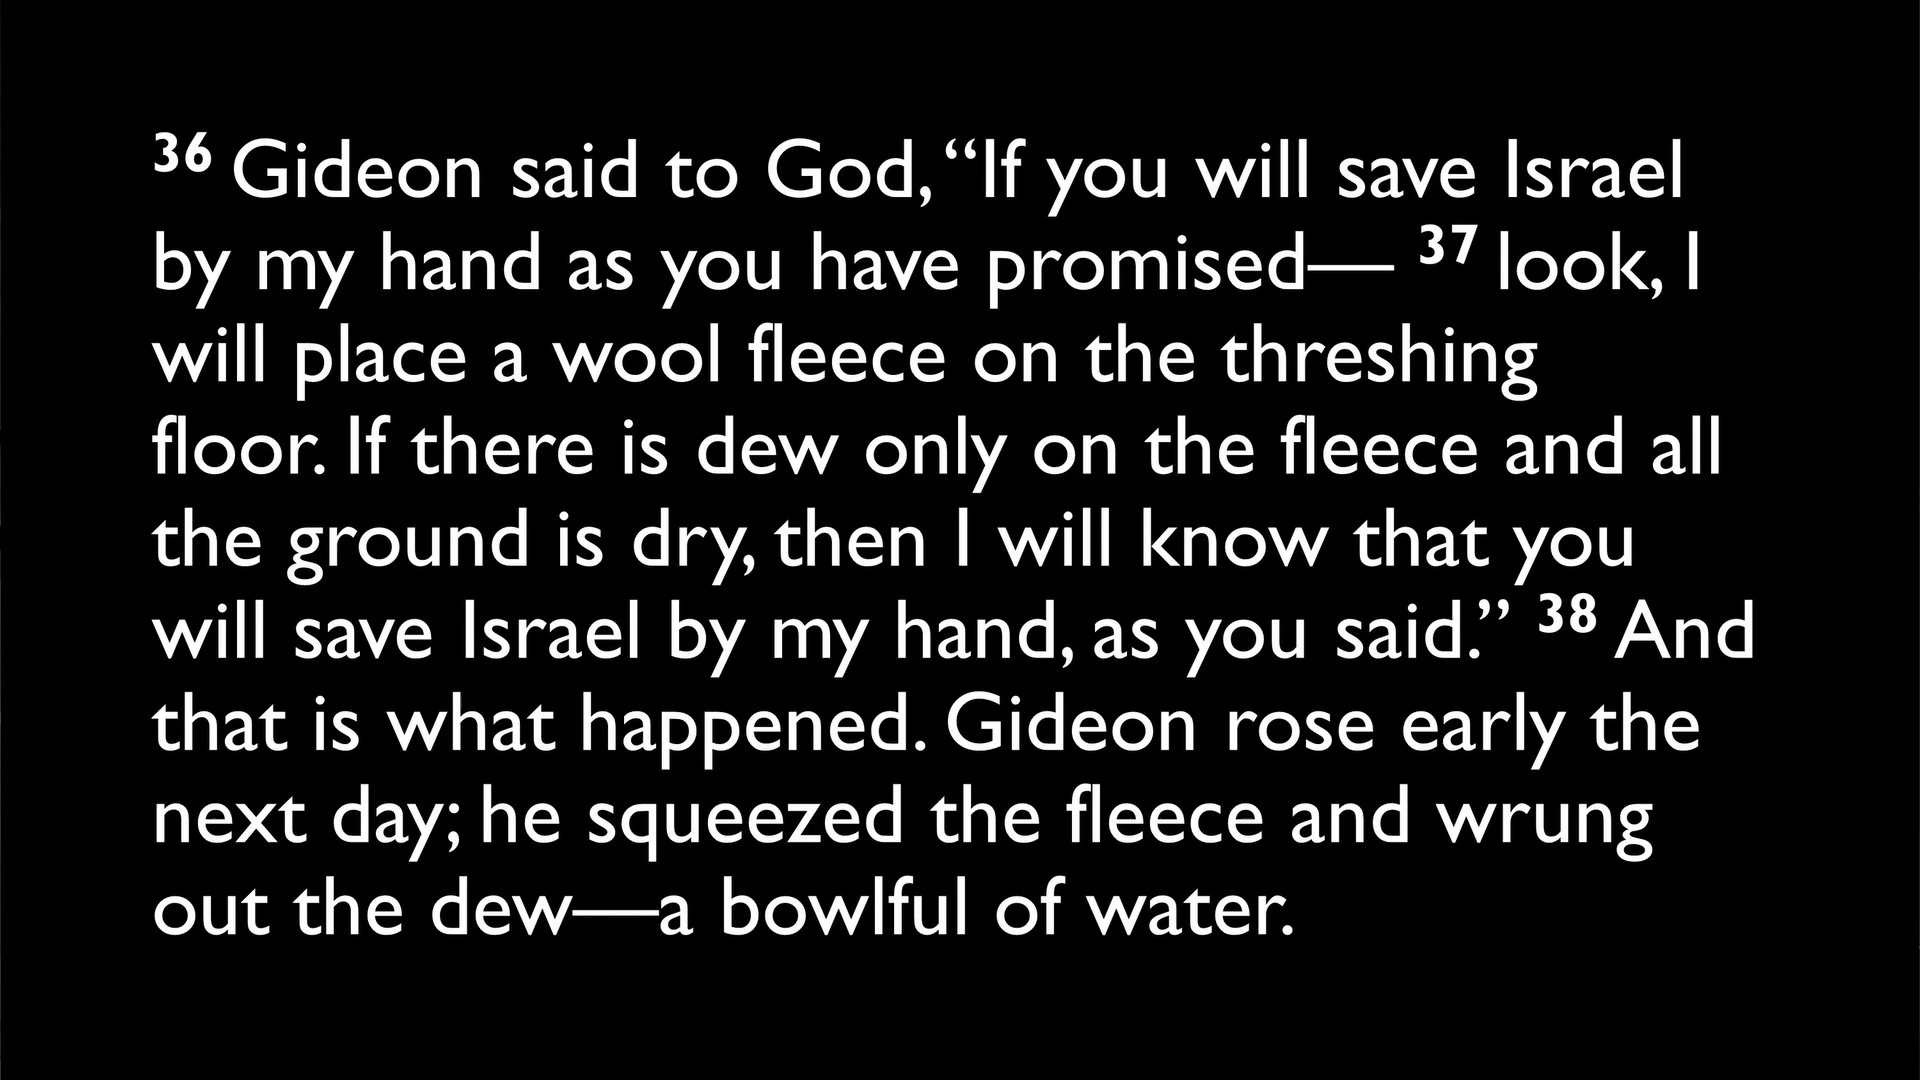 36 Gideon said to God, “If you will save Israel
by my hand as you have promised— 37 look, I
will place a wool fleece on the threshing
floor. If there is dew only on the fleece and all
the ground is dry, then I will know that you
will save Israel by my hand, as you said.” 38 And
that is what happened. Gideon rose early the
next day; he squeezed the fleece and wrung
out the dew—a bowlful of water.